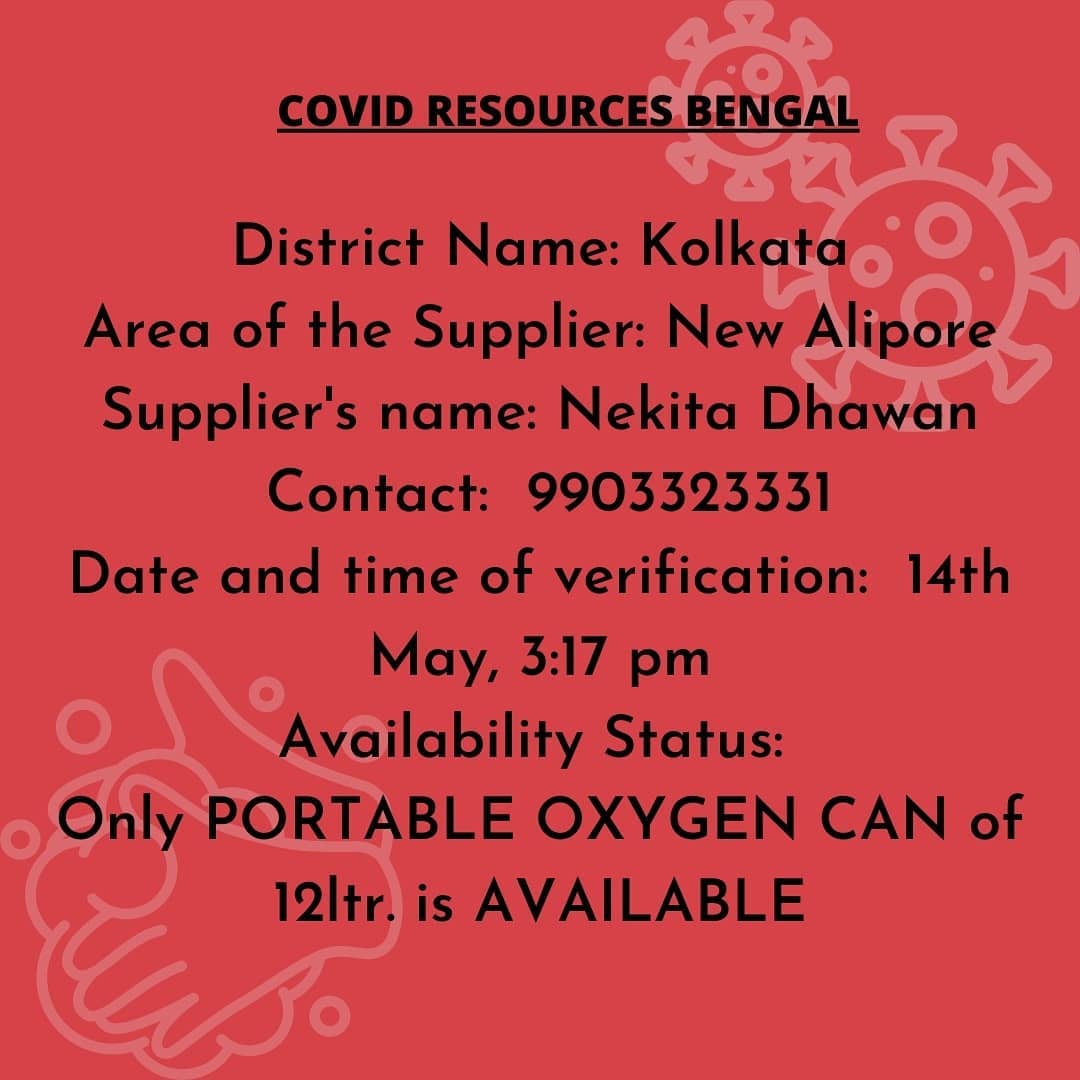 COVID RESOURCES BENGAL
District Name: Kolkata
Area of the Supplier: New Alipore
Supplier's name: Nekita Dhawan
Contact:  9903323331
Date and time of verification:  14th
May, 3:17 pm
Availability Status:
Only PORTABLE OXYGEN CAN of
12ltr. is AVAILABLE